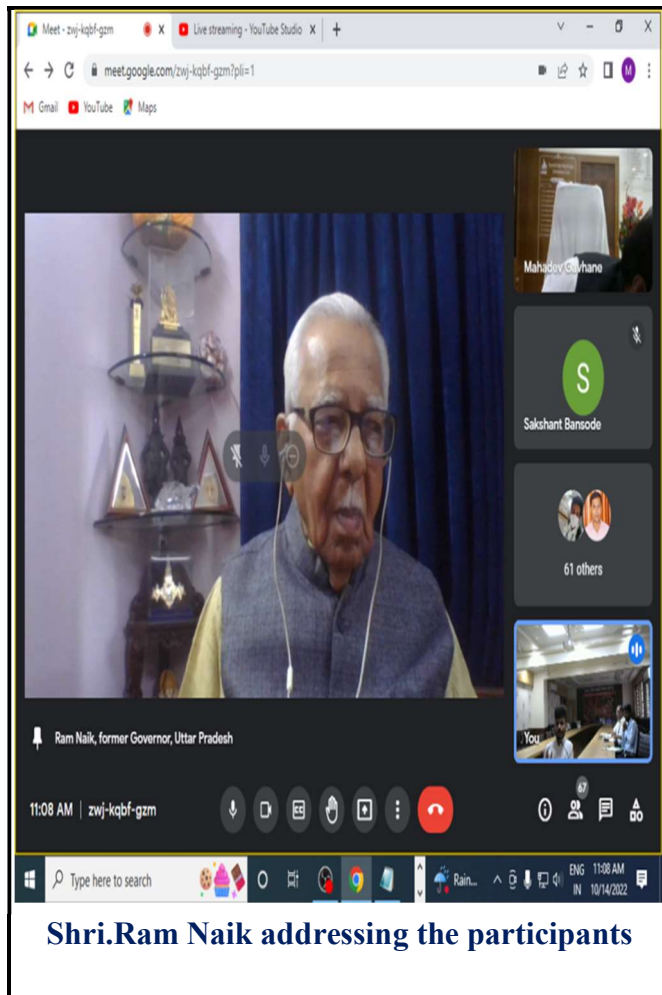 Meet - zwj-kqbf-gzm
Live streaming - YouTube Studio
meet.google.com/zwj-kqbf-gzm?pli=1
M
Gmail
YouTube
Maps
Mahadev Gavhane
S
Sakshant Bansode
61 others
You
Ram Naik, former Governor, Uttar Pradesh
11:08 AM | zwj-kqbf-gzm
CC
67
Type here to search
Rain...
ENG
IN
11:08 AM
10/14/2022
Shri.Ram Naik addressing the participants